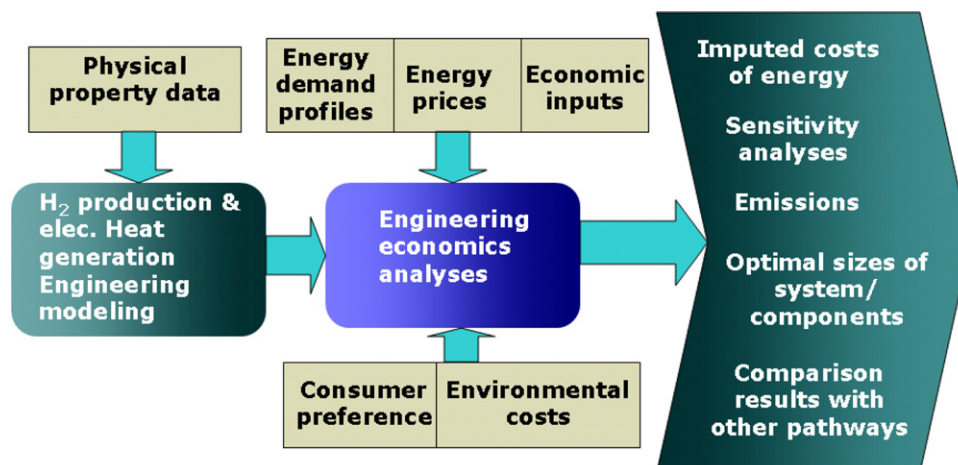 Physical
property data
Energy
demand
profiles
Energy
prices
Economic
inputs
H₂ production &
elec. Heat
generation
Engineering
modeling
Engineering
economics
analyses
Consumer
preference
Environmental
costs
Imputed costs
of energy
Sensitivity
analyses
Emissions
Optimal sizes of
system/
components
Comparison
results with
other pathways